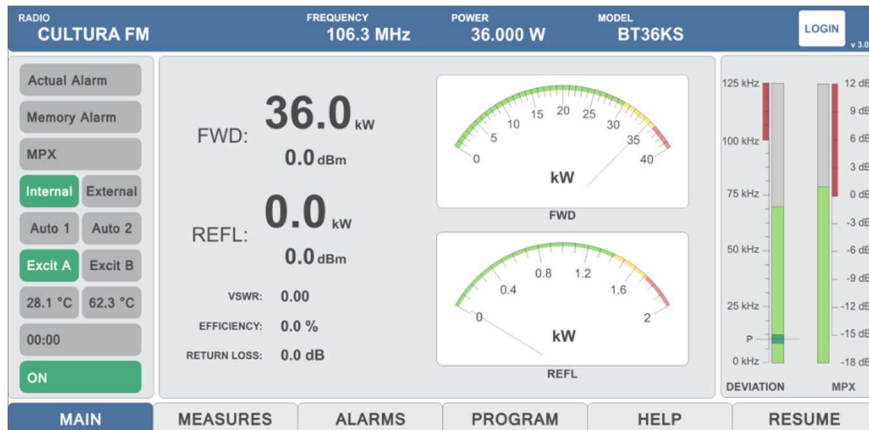 RADIO
CULTURA FM
FREQUENCY
106.3 MHz
POWER
36.000 W
MODEL
BT36KS
LOGIN
v 3.0
Actual Alarm
Memory Alarm
MPX
Internal External
Auto 1 Auto 2
Excit A Excit B
28.1 °C 62.3 °C
00:00
ON
FWD: 36.0 kW
0.0 dBm
REFL: 0.0 kW
0.0 dBm
VSWR: 0.00
EFFICIENCY: 0.0 %
RETURN LOSS: 0.0 dB
0 5 10 15 20 25 30 35 40
kW
FWD
0 0.4 0.8 1.2 1.6 2
kW
REFL
125 kHz
100 kHz
75 kHz
50 kHz
25 kHz
P
0 kHz
DEVIATION
12 dB
9 dB
6 dB
3 dB
0 dB
-3 dB
-6 dB
-9 dB
-12 dB
-15 dB
-18 dB
MPX
MAIN MEASURES ALARMS PROGRAM HELP RESUME